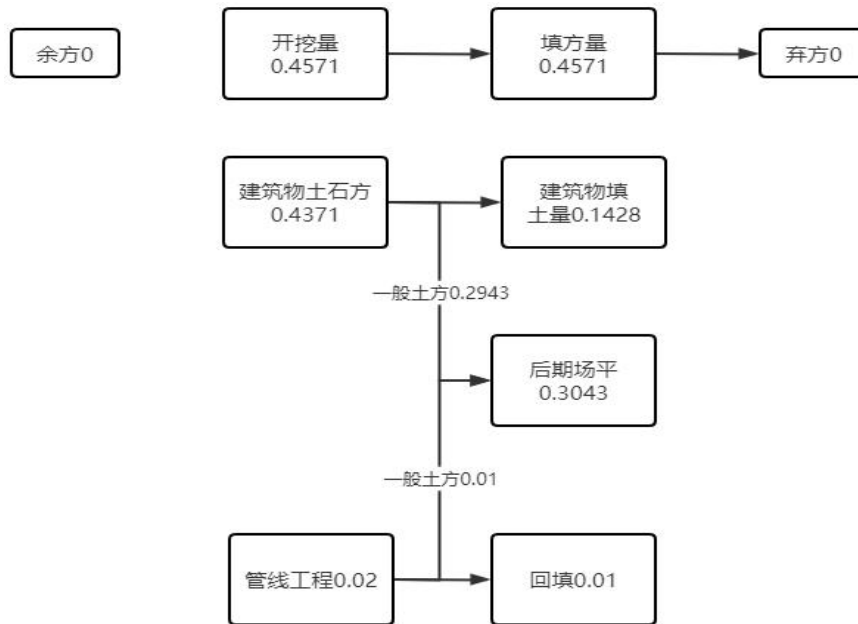 余方0
开挖量
0.4571
填方量
0.4571
弃方0
建筑物土石方
0.4371
建筑物填
土量0.1428
一般土方0.2943
后期场平
0.3043
一般土方0.01
管线工程0.02
回填0.01